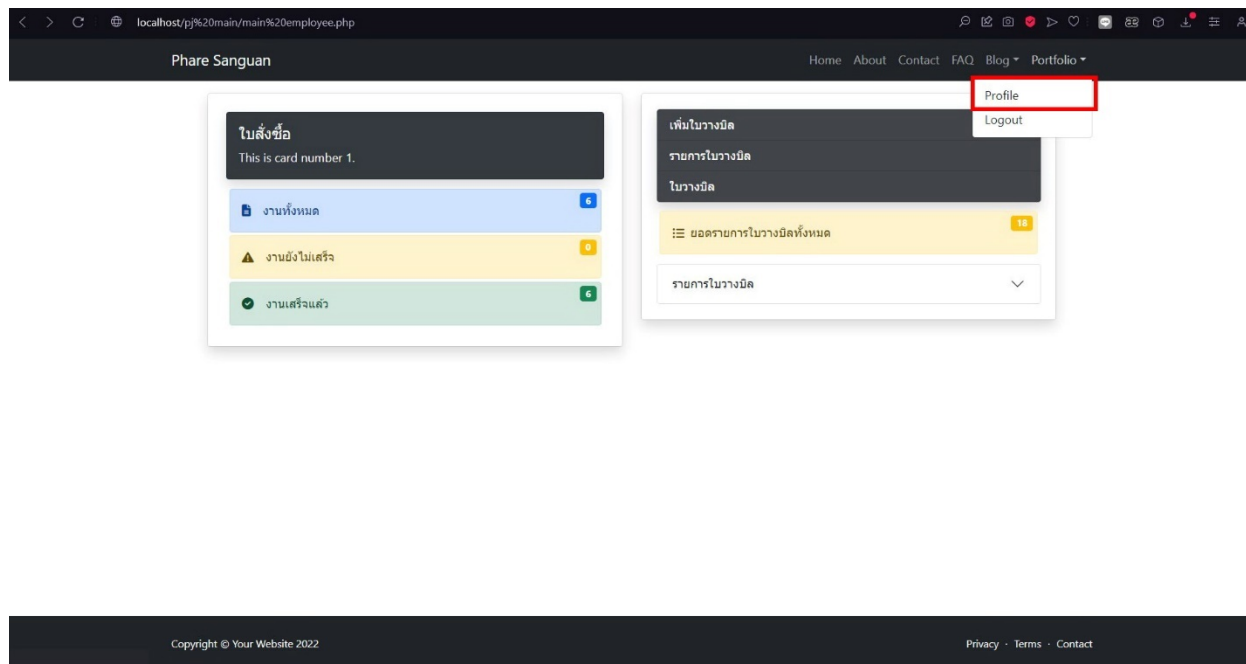 localhost/pj%20main/main%20employee.php
Phare Sanguan
Home About Contact FAQ Blog Portfolio
Profile
Logout
ใบสั่งซื้อ
This is card number 1.
งานทั้งหมด 6
งานยังไม่เสร็จ 0
งานเสร็จแล้ว 6
เพิ่มใบวางบิล
รายการใบวางบิล
ใบวางบิล
ยอดรายการใบวางบิลทั้งหมด 18
รายการใบวางบิล
Copyright © Your Website 2022
Privacy · Terms · Contact